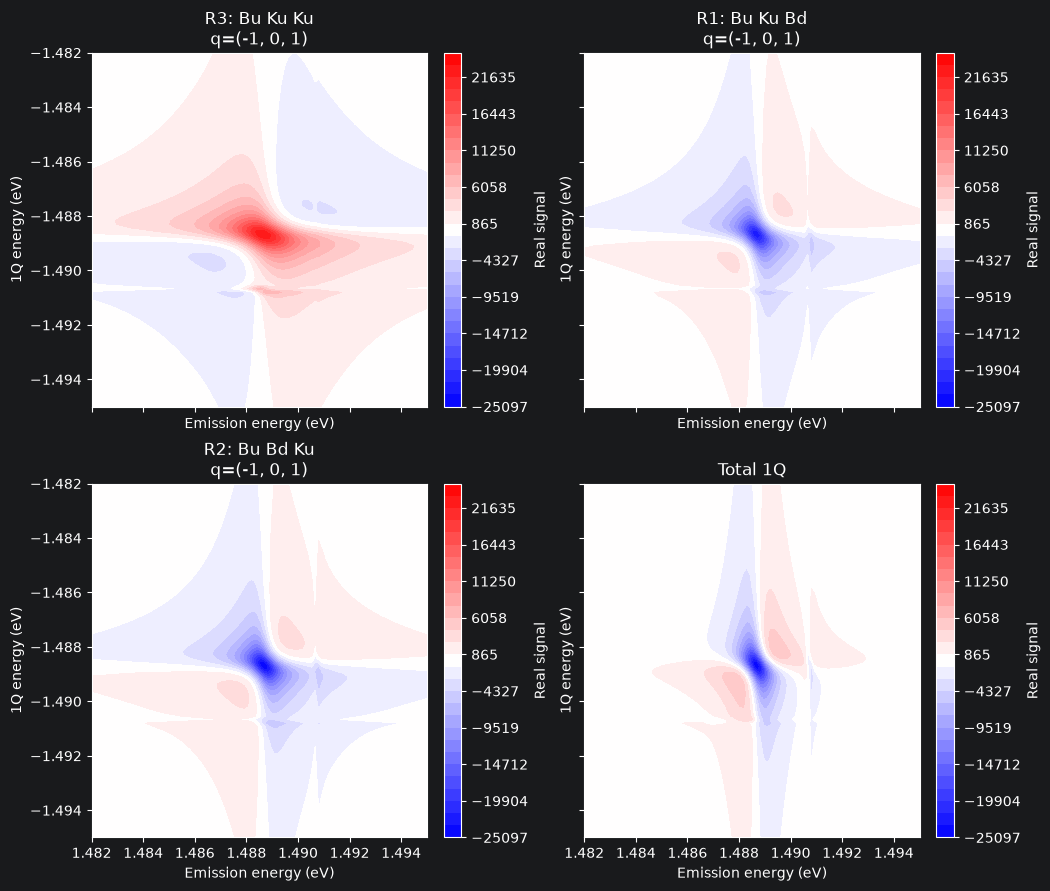 R3: Bu Ku Ku
q=(-1, 0, 1)
−1.482
−1.484
−1.486
−1.488
−1.490
−1.492
−1.494
1Q energy (eV)
Emission energy (eV)
21635
16443
11250
6058
865
−4327
−9519
−14712
−19904
−25097
Real signal
R1: Bu Ku Bd
q=(-1, 0, 1)
1Q energy (eV)
Emission energy (eV)
21635
16443
11250
6058
865
−4327
−9519
−14712
−19904
−25097
Real signal
R2: Bu Bd Ku
q=(-1, 0, 1)
−1.482
−1.484
−1.486
−1.488
−1.490
−1.492
−1.494
1Q energy (eV)
1.482 1.484 1.486 1.488 1.490 1.492 1.494
Emission energy (eV)
21635
16443
11250
6058
865
−4327
−9519
−14712
−19904
−25097
Real signal
Total 1Q
1Q energy (eV)
1.482 1.484 1.486 1.488 1.490 1.492 1.494
Emission energy (eV)
21635
16443
11250
6058
865
−4327
−9519
−14712
−19904
−25097
Real signal